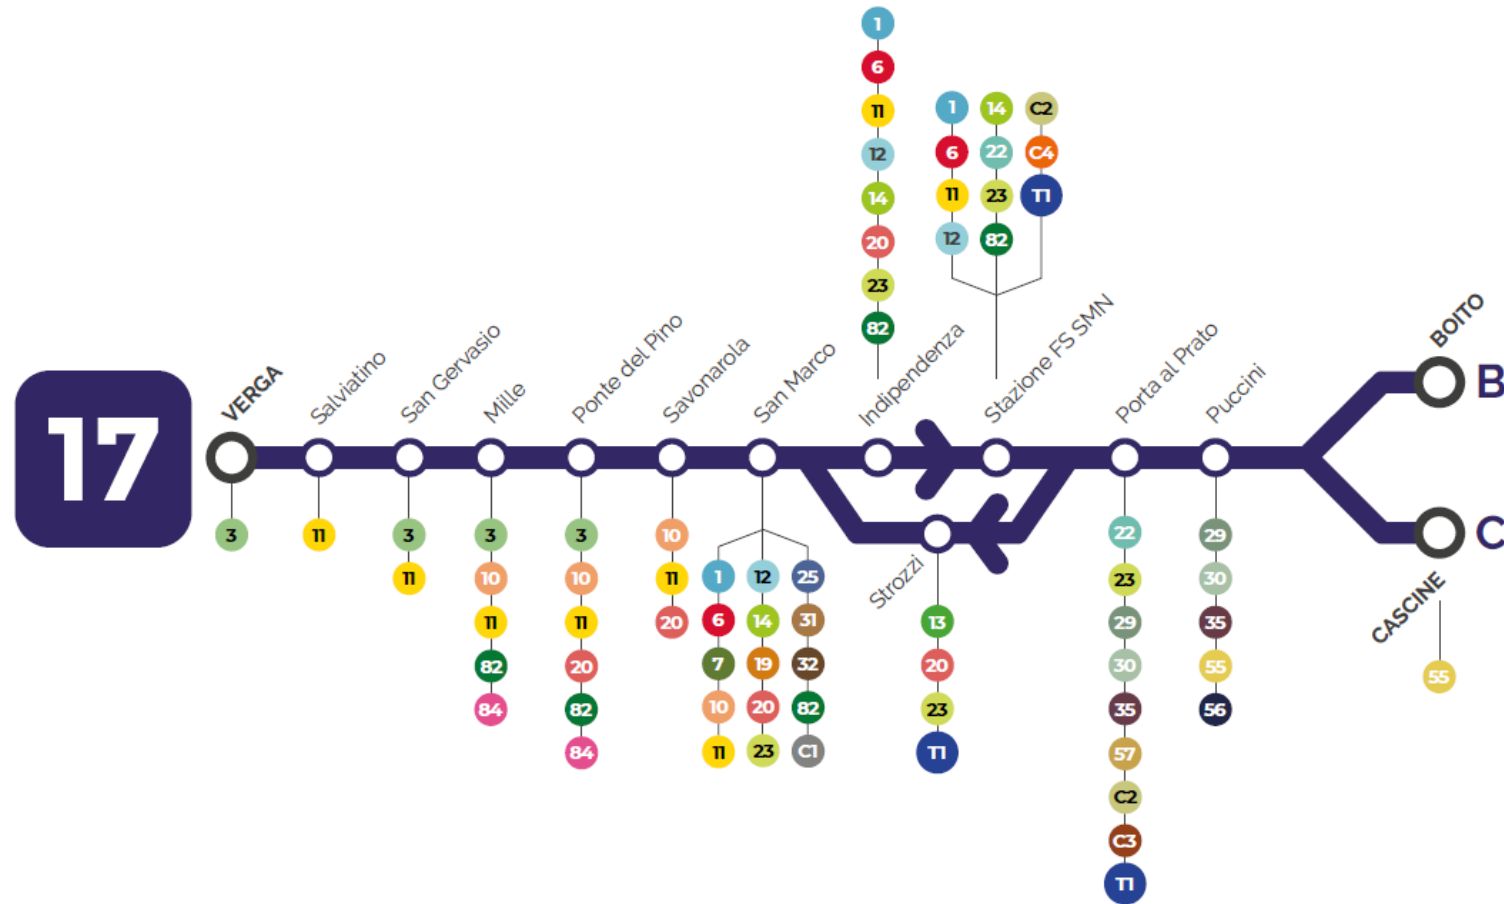 17
VERGA
3
Salviatino
11
San Gervasio
3
11
Mille
3
10
11
82
84
Ponte del Pino
3
10
11
20
82
84
Savonarola
10
11
20
San Marco
1
6
7
10
11
12
14
19
20
23
25
31
32
82
C1
Indipendenza
1
6
11
12
14
20
23
82
Stazione FS SMN
1
6
11
12
14
22
23
82
C2
C4
T1
Strozzi
13
20
23
T1
Porta al Prato
22
23
29
30
35
57
C2
C3
T1
Puccini
29
30
35
55
56
BOITO
B
CASCINE
C
55